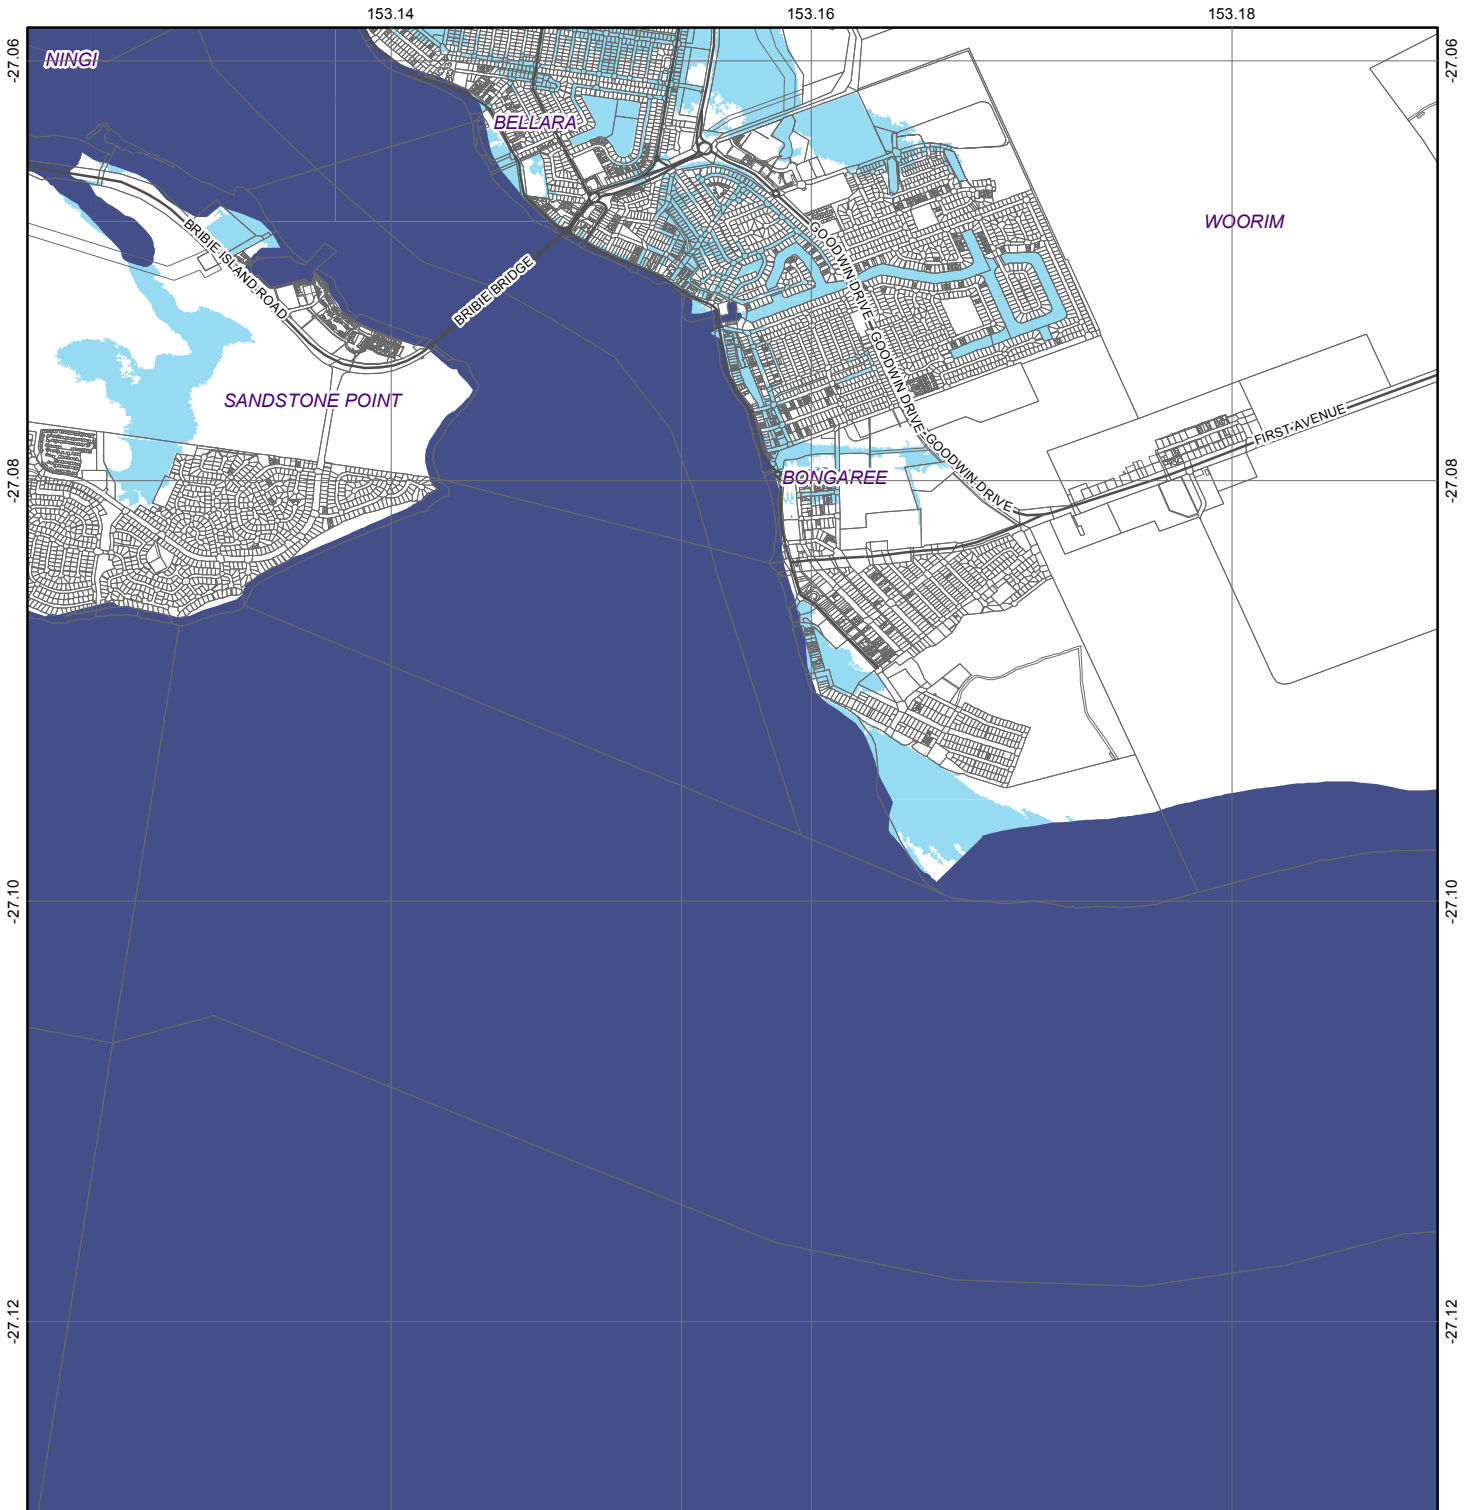 153.14
153.16
153.18
-27.06
-27.06
NINGI
BELLARA
WOORIM
BRIBIE ISLAND ROAD
BRIBIE BRIDGE
GOODWIN DRIVE
GOODWIN DRIVE
GOODWIN DRIVE
SANDSTONE POINT
FIRST AVENUE
BONGAREE
-27.08
-27.08
-27.10
-27.10
-27.12
-27.12